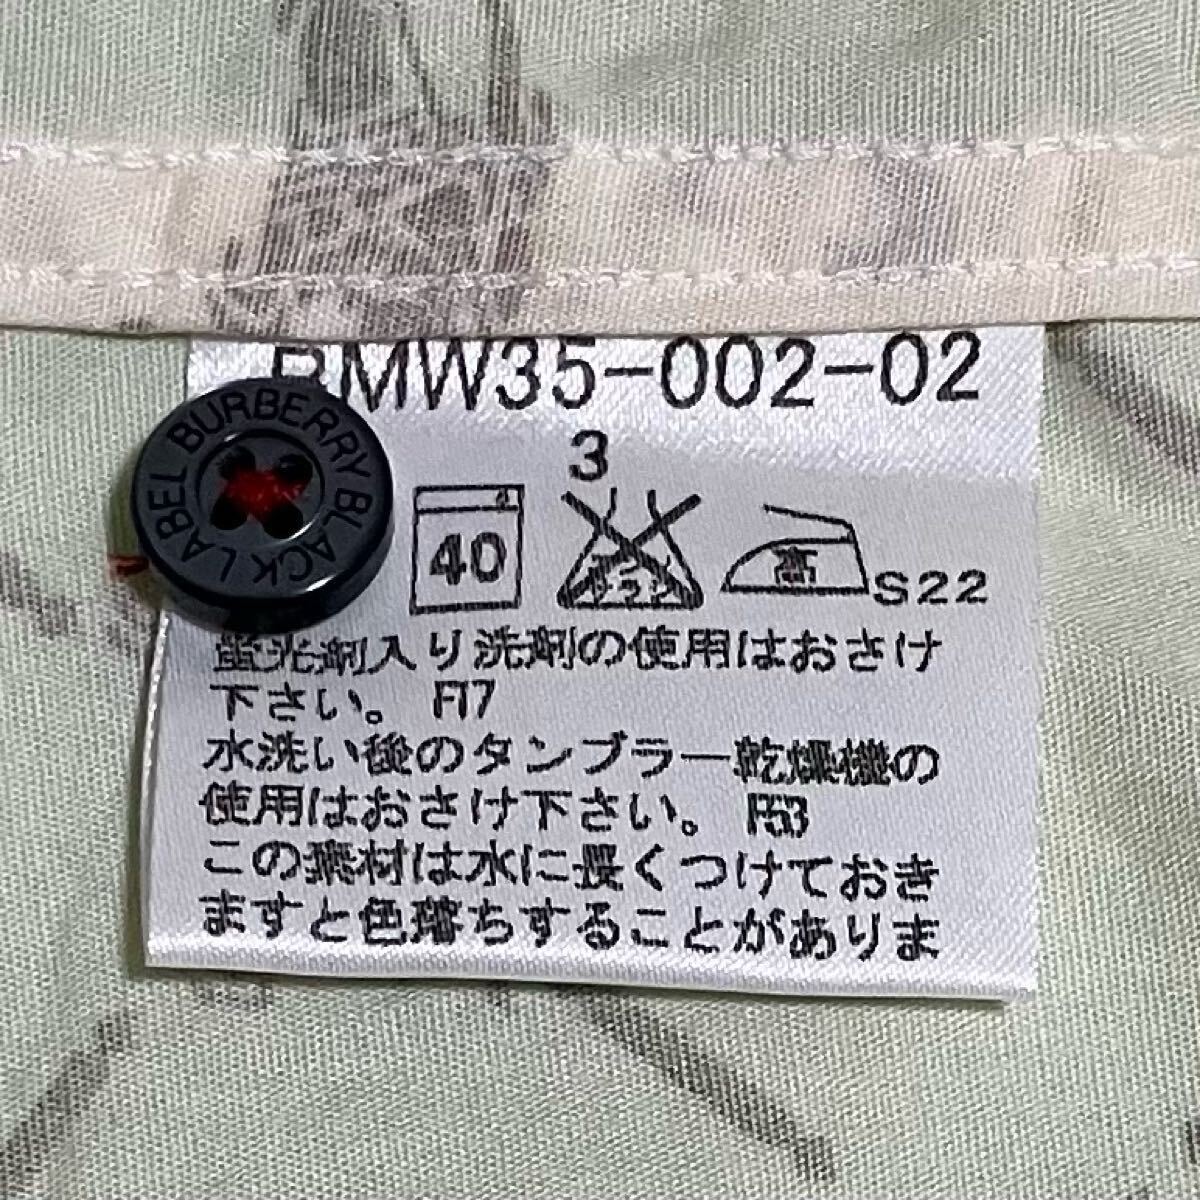 BMW35-002-02
BURBERRY BLACK LABEL
3
40
高
S22
蛍光剤入り洗剤の使用はおさけ
下さい。 F17
水洗い後のタンブラー乾燥機の
使用はおさけ下さい。 F53
この素材は水に長くつけておき
ますと色落ちすることがありま